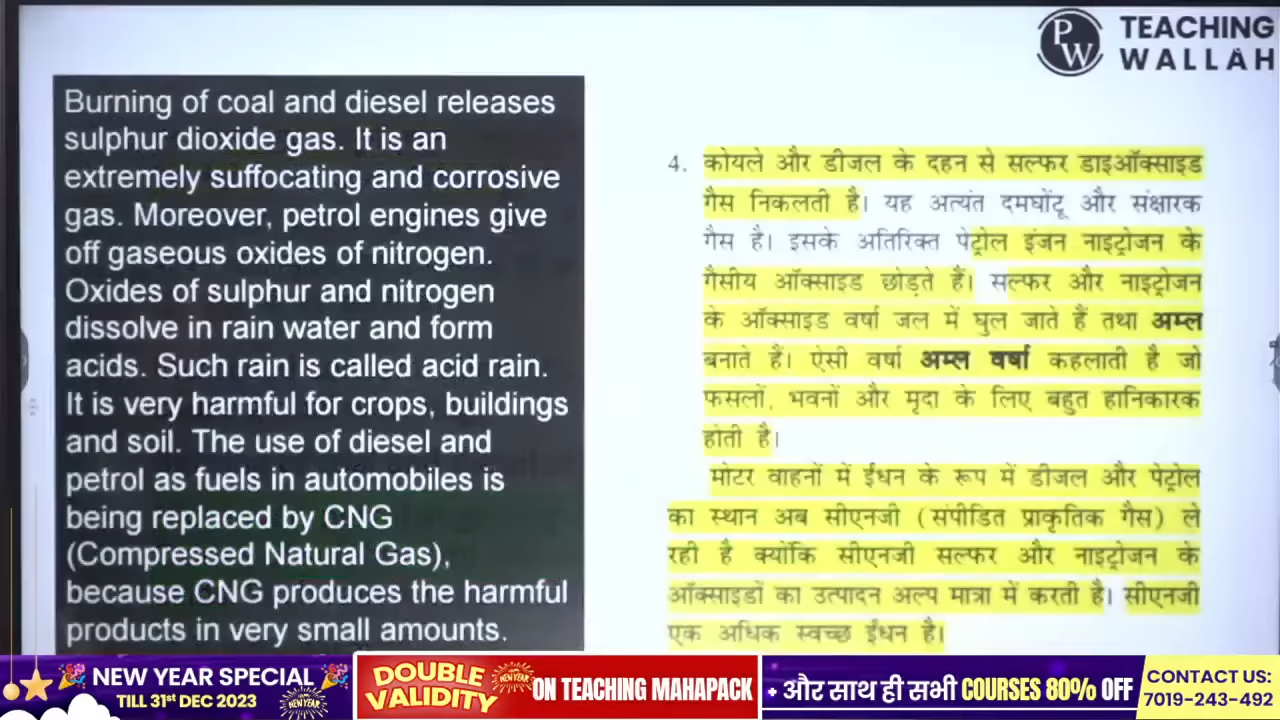 PW TEACHING
WALLAH
Burning of coal and diesel releases
sulphur dioxide gas. It is an
extremely suffocating and corrosive
gas. Moreover, petrol engines give
off gaseous oxides of nitrogen.
Oxides of sulphur and nitrogen
dissolve in rain water and form
acids. Such rain is called acid rain.
It is very harmful for crops, buildings
and soil. The use of diesel and
petrol as fuels in automobiles is
being replaced by CNG
(Compressed Natural Gas),
because CNG produces the harmful
products in very small amounts.
4. कोयले और डीजल के दहन से सल्फर डाइऑक्साइड
गैस निकलती है। यह अत्यंत दमघोंटू और संक्षारक
गैस है। इसके अतिरिक्त पेट्रोल इंजन नाइट्रोजन के
गैसीय ऑक्साइड छोड़ते हैं। सल्फर और नाइट्रोजन
के ऑक्साइड वर्षा जल में घुल जाते हैं तथा अम्ल
बनाते हैं। ऐसी वर्षा अम्ल वर्षा कहलाती है जो
फसलों, भवनों और मृदा के लिए बहुत हानिकारक
होती है।
मोटर वाहनों में ईंधन के रूप में डीजल और पेट्रोल
का स्थान अब सीएनजी (संपीडित प्राकृतिक गैस) ले
रही है क्योंकि सीएनजी सल्फर और नाइट्रोजन के
ऑक्साइडों का उत्पादन अल्प मात्रा में करती है। सीएनजी
एक अधिक स्वच्छ ईंधन है।
NEW YEAR SPECIAL
TILL 31st DEC 2023
NEW YEAR
DOUBLE
VALIDITY
NEW YEAR
ON TEACHING MAHAPACK
+ और साथ ही सभी COURSES 80% OFF
CONTACT US:
7019-243-492